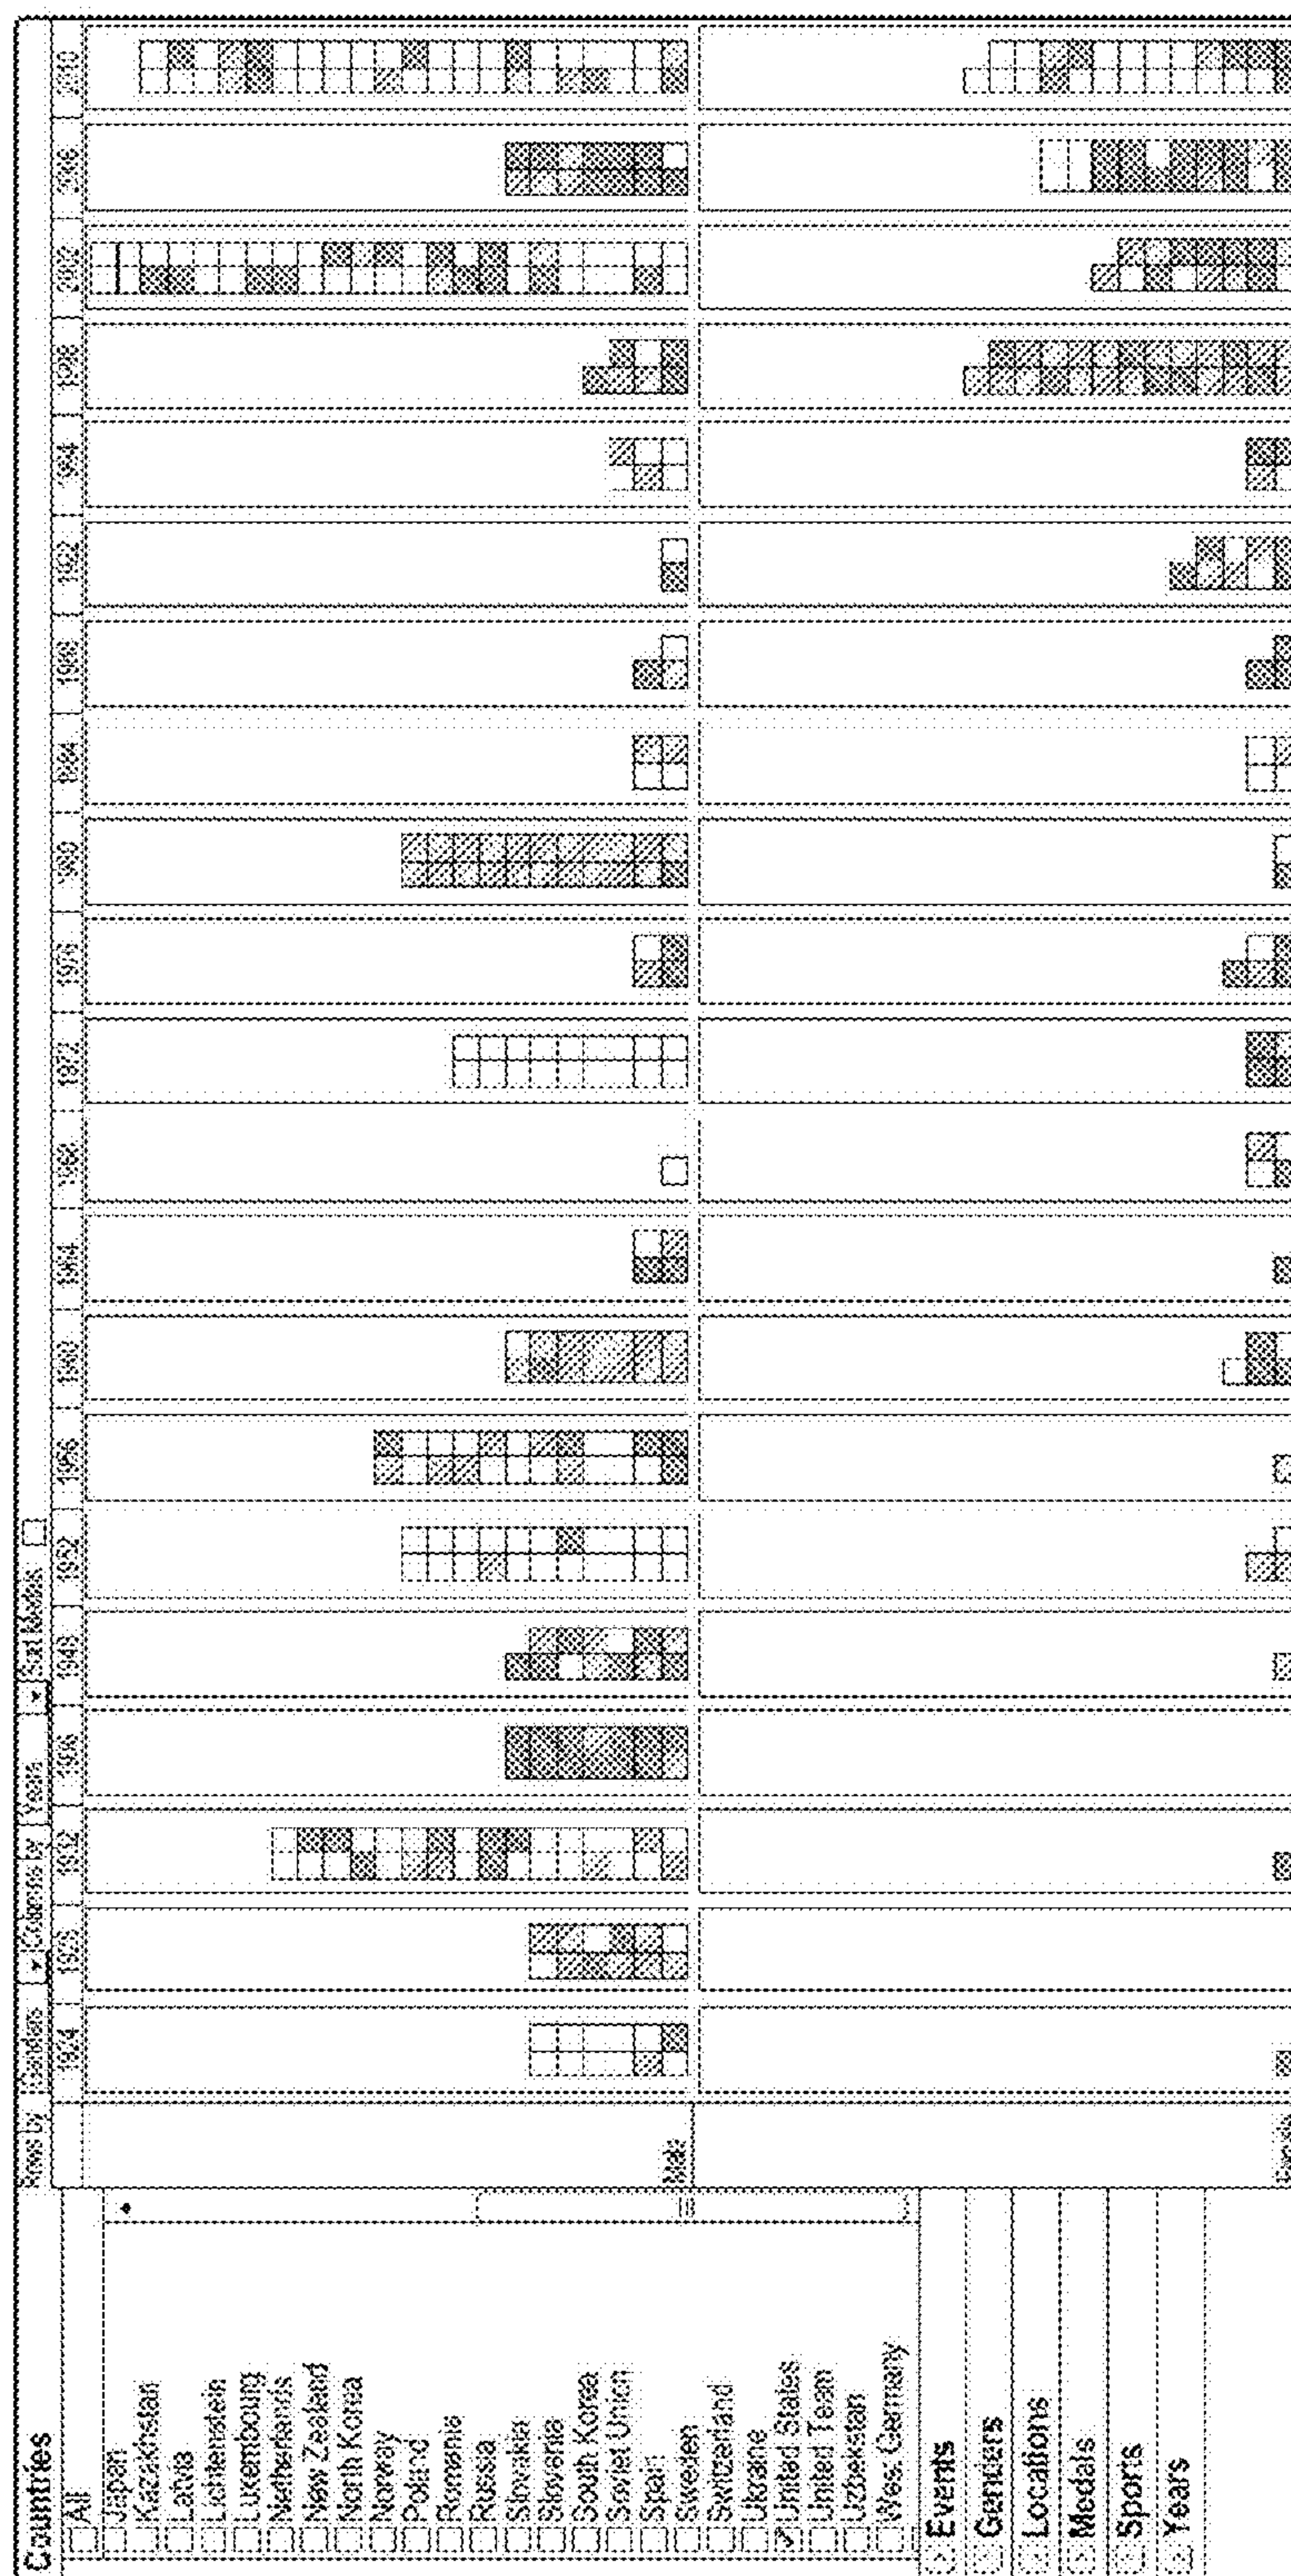 Countries
All
Japan
Kazakhstan
Latvia
Lichtenstein
Luxembourg
Netherlands
New Zealand
North Korea
Norway
Poland
Romania
Russia
Slovakia
Slovenia
South Korea
Soviet Union
Spain
Sweden
Switzerland
Ukraine
United States
United Team
Uzbekistan
West Germany
Events
Genders
Locations
Medals
Sports
Years
Rows by Genders Columns by Years Sort Medals
1924 1928 1932 1936 1948 1952 1956 1960 1964 1968 1972 1976 1980 1984 1988 1992 1994 1998 2002 2006 2010
Male